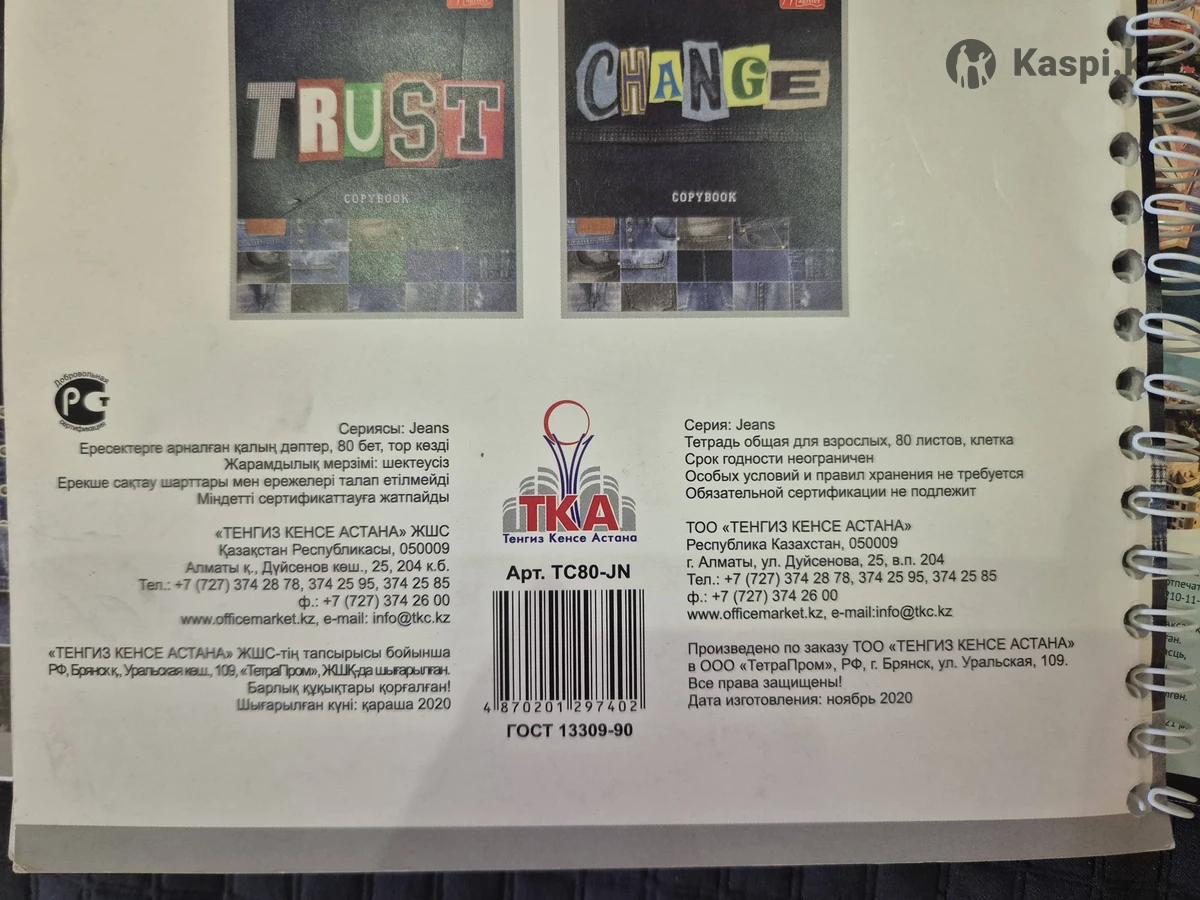 Kaspi.kz
TRUST
COPYBOOK
CHANGE
COPYBOOK
Добровольная
РСТ
сертификация
Сериясы: Jeans
Ересектерге арналған қалың дәптер, 80 бет, тор көзді
Жарамдылық мерзімі: шектеусіз
Ерекше сақтау шарттары мен ережелері талап етілмейді
Міндетті сертификаттауға жатпайды
«ТЕНГИЗ КЕНСЕ АСТАНА» ЖШС
Қазақстан Республикасы, 050009
Алматы қ., Дүйсенов көш., 25, 204 к.б.
Тел.: +7 (727) 374 28 78, 374 25 95, 374 25 85
ф.: +7 (727) 374 26 00
www.officemarket.kz, e-mail: info@tkc.kz
«ТЕНГИЗ КЕНСЕ АСТАНА» ЖШС-тің тапсырысы бойынша
РФ, Брянск қ., Уральская көш., 109, «ТетраПром», ЖШҚ-да шығарылған.
Барлық құқықтары қорғалған!
Шығарылған күні: қараша 2020
ТКА
Тенгиз Кенсе Астана
Арт. TC80-JN
4 870201 297402
ГОСТ 13309-90
Серия: Jeans
Тетрадь общая для взрослых, 80 листов, клетка
Срок годности неограничен
Особых условий и правил хранения не требуется
Обязательной сертификации не подлежит
ТОО «ТЕНГИЗ КЕНСЕ АСТАНА»
Республика Казахстан, 050009
г. Алматы, ул. Дуйсенова, 25, в.п. 204
Тел.: +7 (727) 374 28 78, 374 25 95, 374 25 85
ф.: +7 (727) 374 26 00
www.officemarket.kz, e-mail:info@tkc.kz
Произведено по заказу ТОО «ТЕНГИЗ КЕНСЕ АСТАНА»
в ООО «ТетраПром», РФ, г. Брянск, ул. Уральская, 109.
Все права защищены!
Дата изготовления: ноябрь 2020